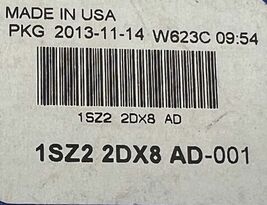 MADE IN USA
PKG 2013-11-14 W623C 09:54
1SZ2 2DX8 AD
1SZ2 2DX8 AD-001